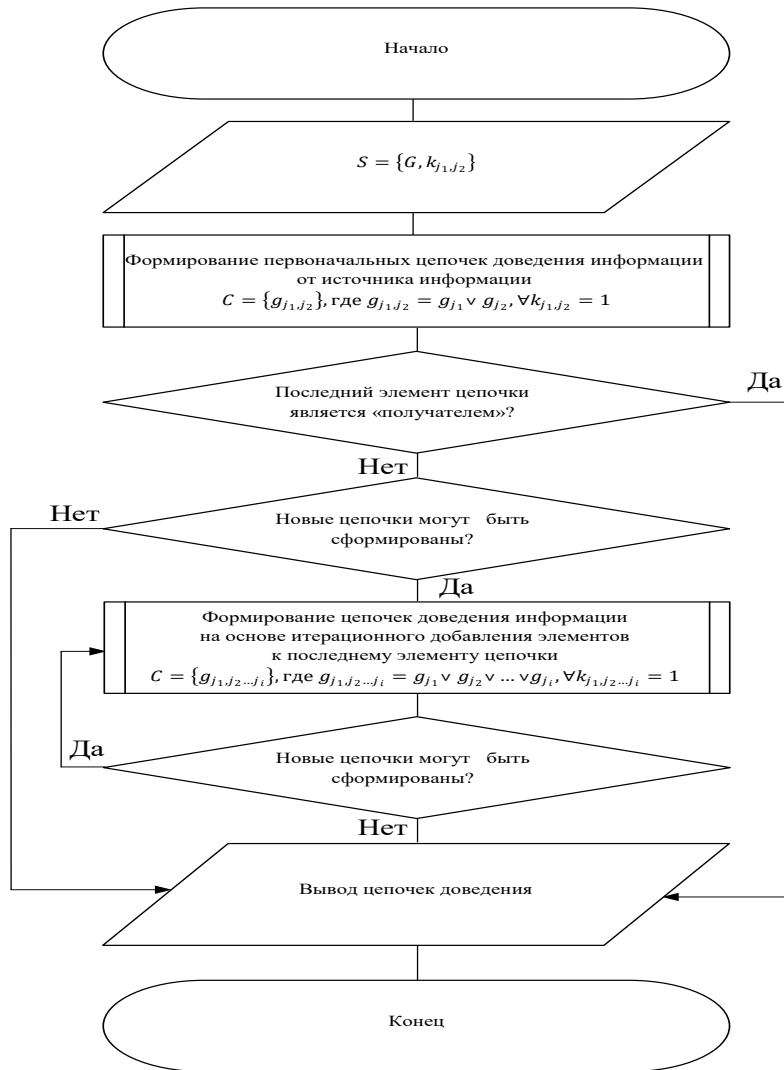 Начало
S = {G, k_{j_1,j_2}}
Формирование первоначальных цепочек доведения информации
от источника информации
C = {g_{j_1,j_2}}, где g_{j_1,j_2} = g_{j_1} ∨ g_{j_2}, ∀k_{j_1,j_2} = 1
Последний элемент цепочки
является «получателем»?
Да
Нет
Нет
Новые цепочки могут быть
сформированы?
Да
Формирование цепочек доведения информации
на основе итерационного добавления элементов
к последнему элементу цепочки
C = {g_{j_1,j_2…j_i}}, где g_{j_1,j_2…j_i} = g_{j_1} ∨ g_{j_2} ∨ … ∨ g_{j_i}, ∀k_{j_1,j_2…j_i} = 1
Да
Новые цепочки могут быть
сформированы?
Нет
Вывод цепочек доведения
Конец